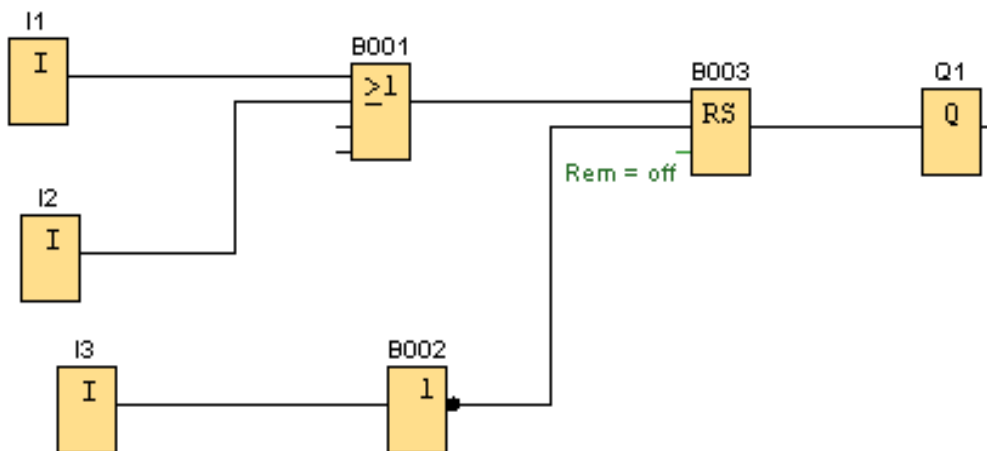 I1
I
B001
≥1
B003
RS
Q1
Q
Rem = off
I2
I
I3
I
B002
1